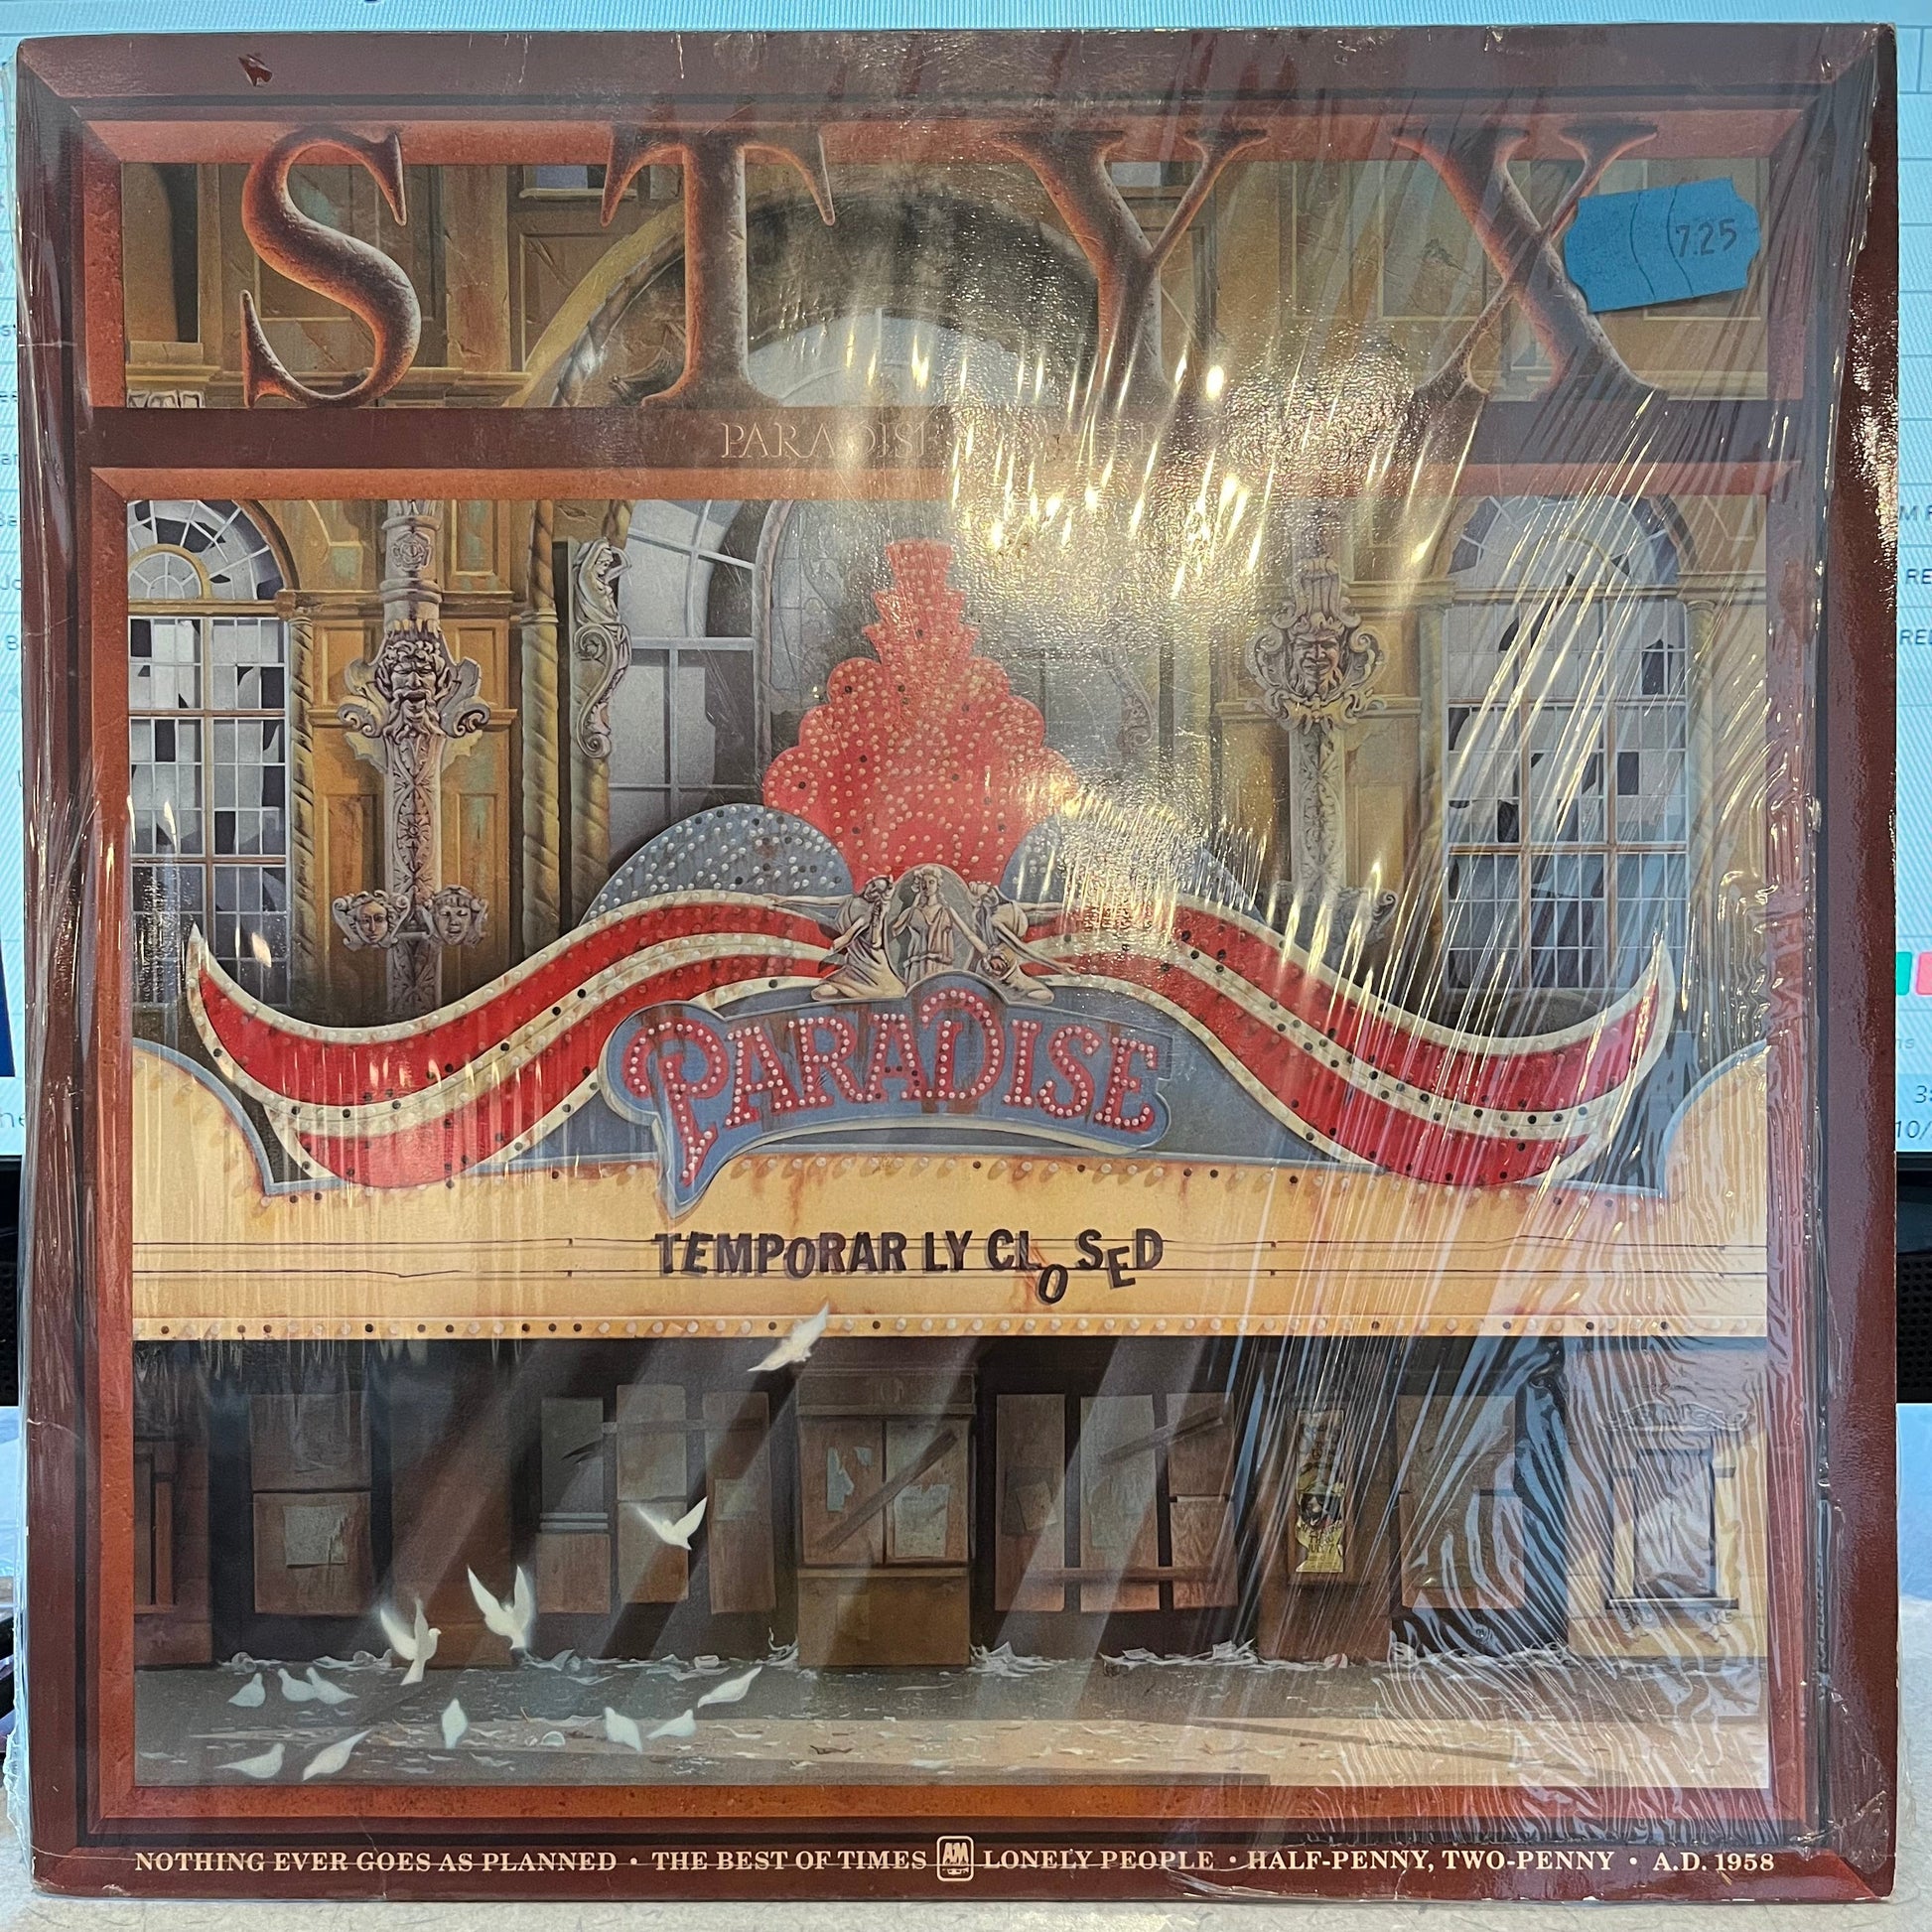 STYX
7.25
PARADISE
PARADISE
TEMPORAR LY CLOSED
NOTHING EVER GOES AS PLANNED • THE BEST OF TIMES A&M LONELY PEOPLE • HALF-PENNY, TWO-PENNY • A.D. 1958